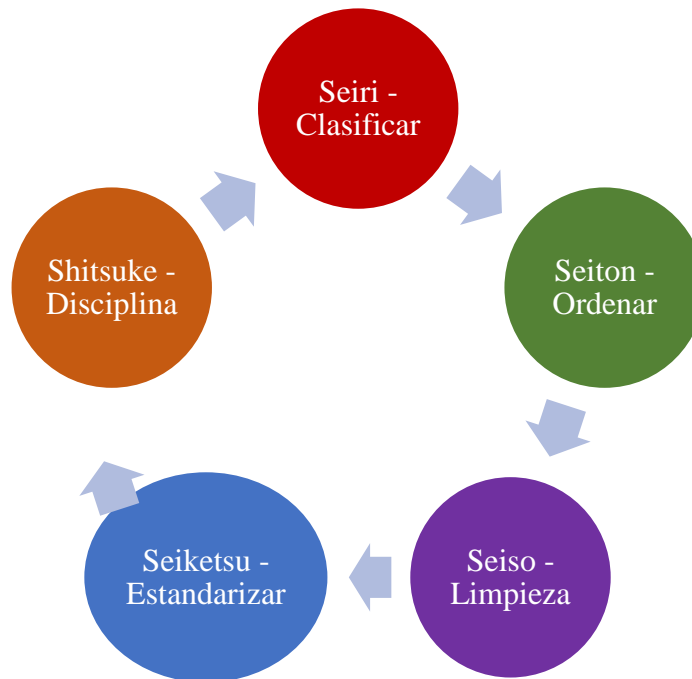 Seiri -
Clasificar
Seiton -
Ordenar
Seiso -
Limpieza
Seiketsu -
Estandarizar
Shitsuke -
Disciplina